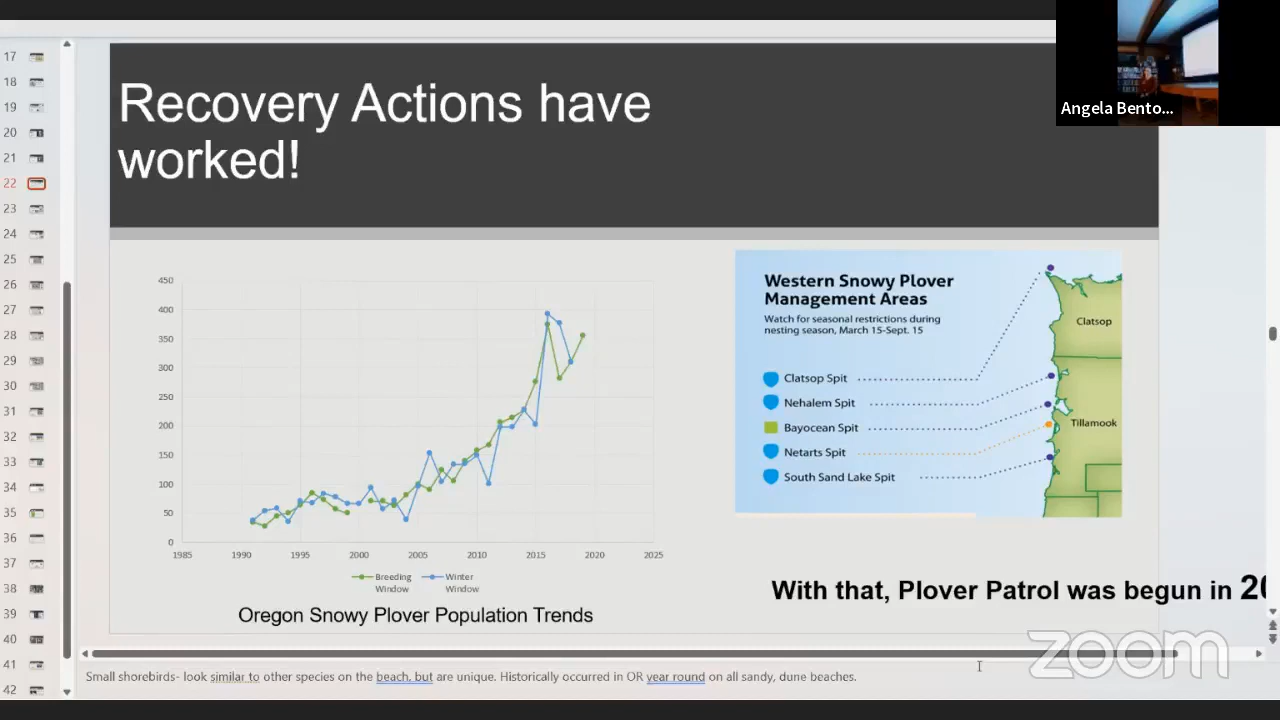 Angela Bento...
17
18
19
20
21
22
23
24
25
26
27
28
29
30
31
32
33
34
35
36
37
38
39
40
41
42
Recovery Actions have
worked!
450
400
350
300
250
200
150
100
50
0
1985 1990 1995 2000 2005 2010 2015 2020 2025
Breeding Window
Winter Window
Oregon Snowy Plover Population Trends
Western Snowy Plover
Management Areas
Watch for seasonal restrictions during
nesting season, March 15-Sept. 15
Clatsop Spit
Nehalem Spit
Bayocean Spit
Netarts Spit
South Sand Lake Spit
Clatsop
Tillamook
With that, Plover Patrol was begun in
zoom
Small shorebirds- look similar to other species on the beach, but are unique. Historically occurred in OR year round on all sandy, dune beaches.